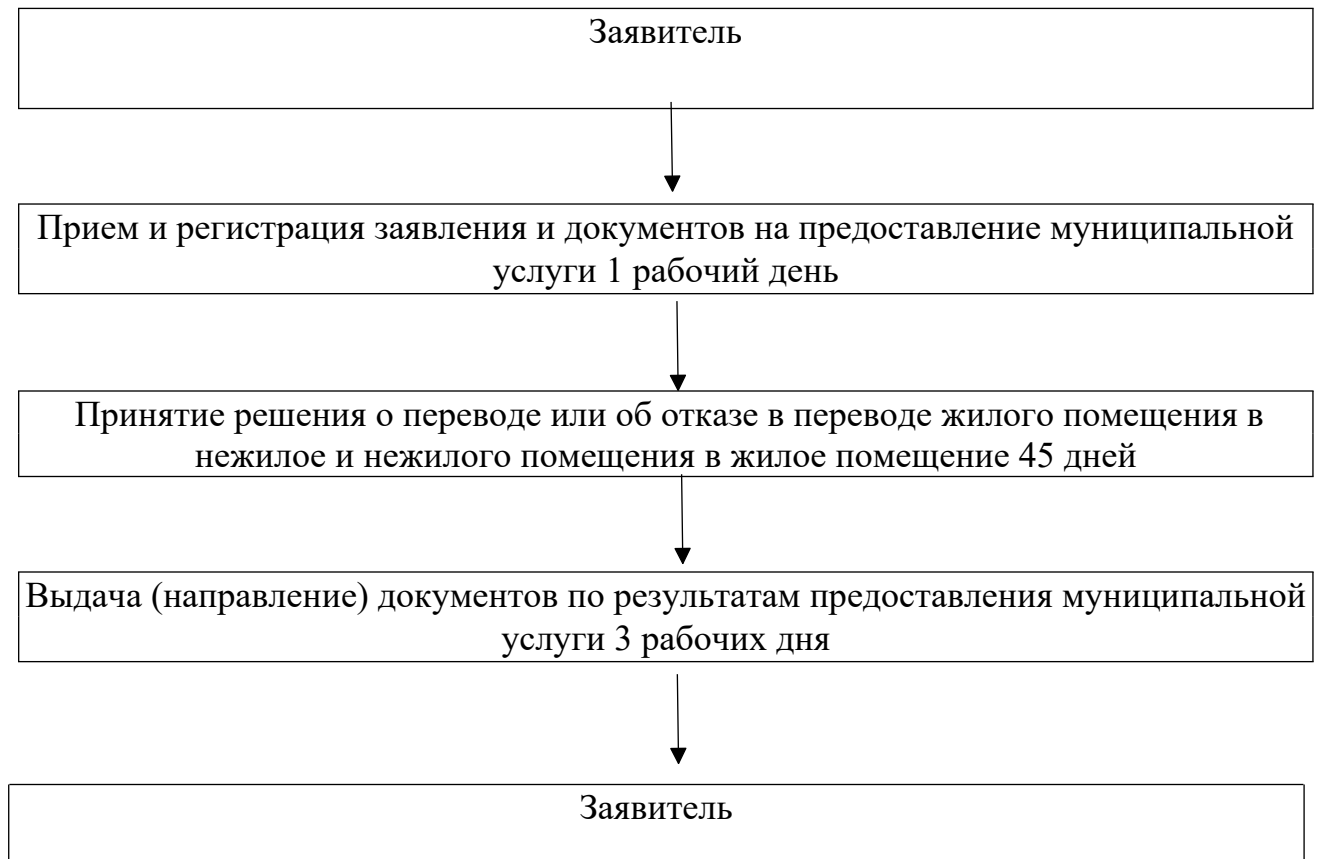 Заявитель
Прием и регистрация заявления и документов на предоставление муниципальной
услуги 1 рабочий день
Принятие решения о переводе или об отказе в переводе жилого помещения в
нежилое и нежилого помещения в жилое помещение 45 дней
Выдача (направление) документов по результатам предоставления муниципальной
услуги 3 рабочих дня
Заявитель